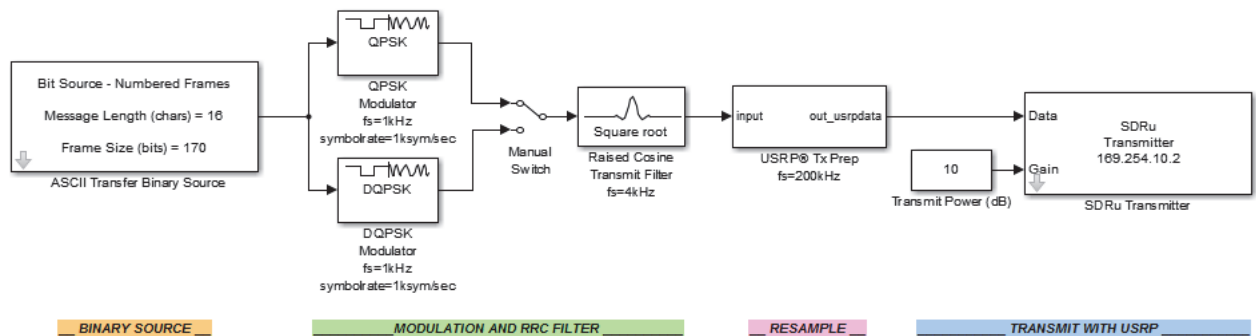 Bit Source - Numbered Frames
Message Length (chars) = 16
Frame Size (bits) = 170
ASCII Transfer Binary Source
QPSK
QPSK
Modulator
fs=1kHz
symbolrate=1ksym/sec
DQPSK
DQPSK
Modulator
fs=1kHz
symbolrate=1ksym/sec
Manual
Switch
Square root
Raised Cosine
Transmit Filter
fs=4kHz
input
out_usrpdata
USRP® Tx Prep
fs=200kHz
10
Transmit Power (dB)
Data
Gain
SDRu
Transmitter
169.254.10.2
SDRu Transmitter
BINARY SOURCE
MODULATION AND RRC FILTER
RESAMPLE
TRANSMIT WITH USRP